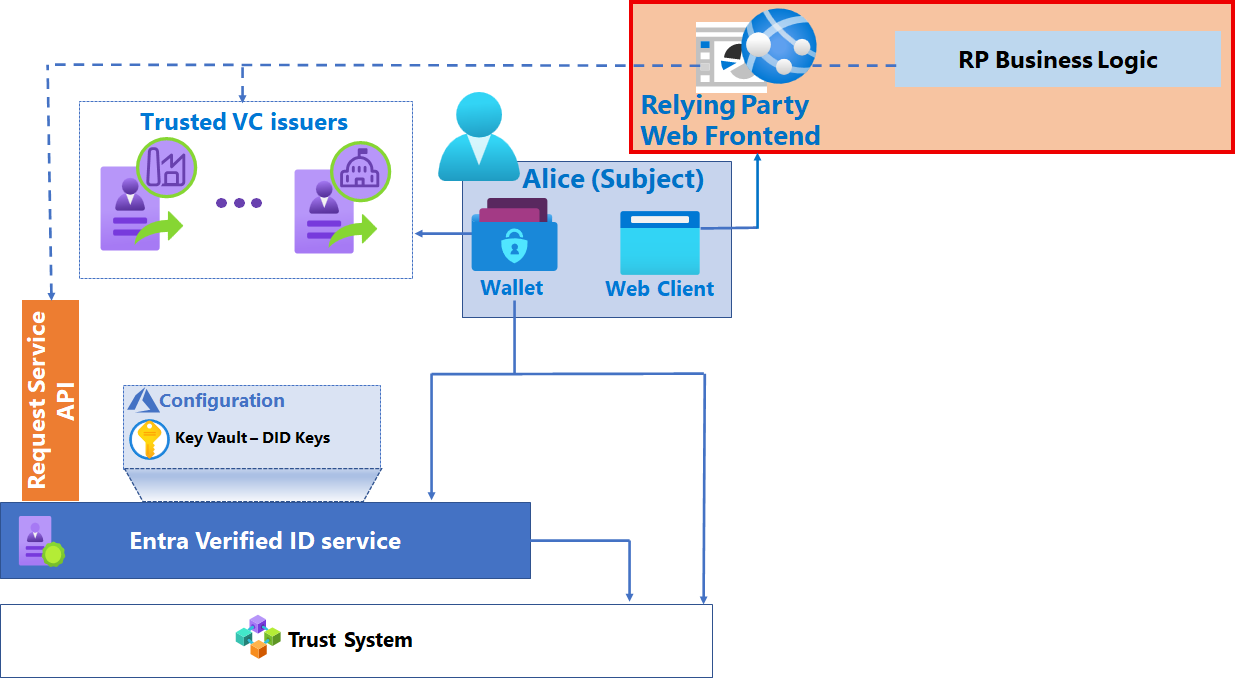 RP Business Logic
Relying Party
Web Frontend
Trusted VC issuers
Alice (Subject)
Wallet
Web Client
Request Service
API
Configuration
Key Vault – DID Keys
Entra Verified ID service
Trust System